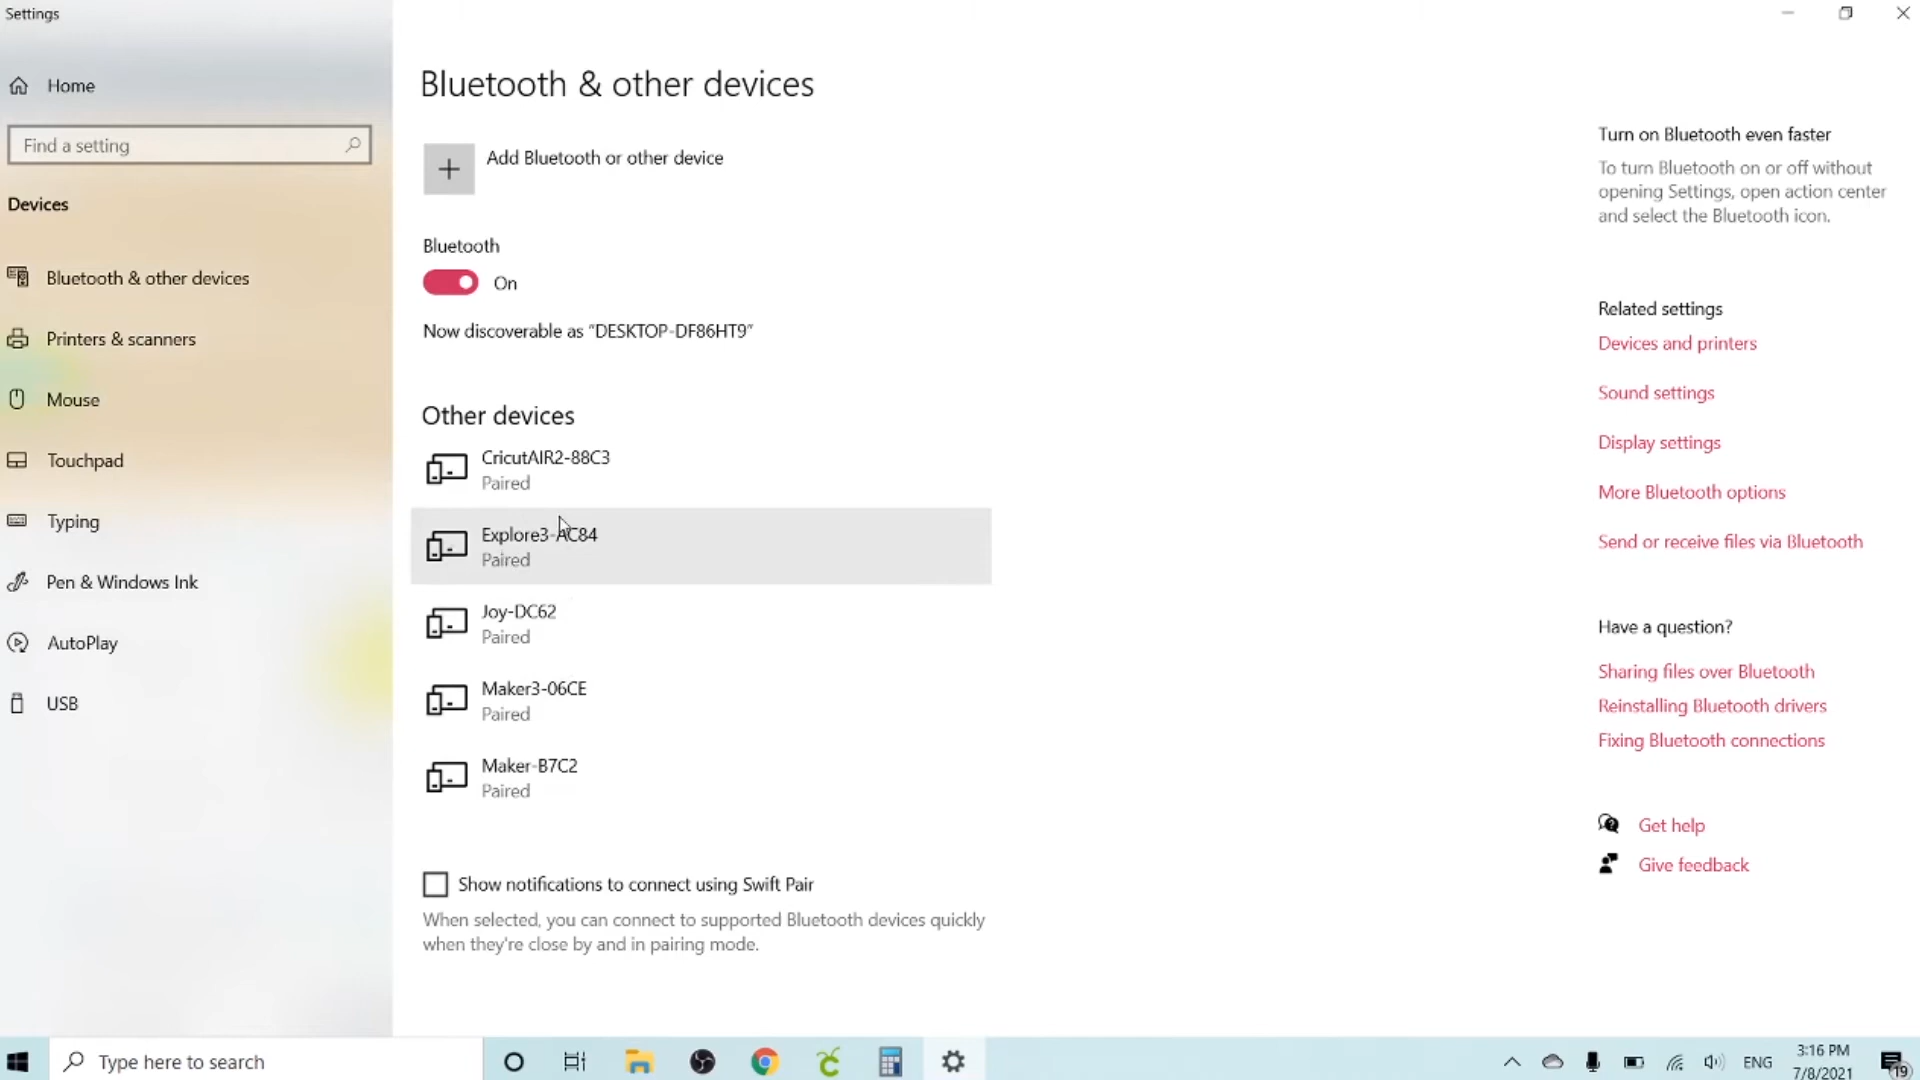 Settings
Home
Find a setting
Devices
Bluetooth & other devices
Printers & scanners
Mouse
Touchpad
Typing
Pen & Windows Ink
AutoPlay
USB
Bluetooth & other devices
Add Bluetooth or other device
Bluetooth
On
Now discoverable as “DESKTOP-DF86HT9”
Other devices
CricutAIR2-88C3
Paired
Explore3-AC84
Paired
Joy-DC62
Paired
Maker3-06CE
Paired
Maker-B7C2
Paired
Show notifications to connect using Swift Pair
When selected, you can connect to supported Bluetooth devices quickly
when they're close by and in pairing mode.
Turn on Bluetooth even faster
To turn Bluetooth on or off without
opening Settings, open action center
and select the Bluetooth icon.
Related settings
Devices and printers
Sound settings
Display settings
More Bluetooth options
Send or receive files via Bluetooth
Have a question?
Sharing files over Bluetooth
Reinstalling Bluetooth drivers
Fixing Bluetooth connections
Get help
Give feedback
Type here to search
ENG
3:16 PM
7/8/2021
19